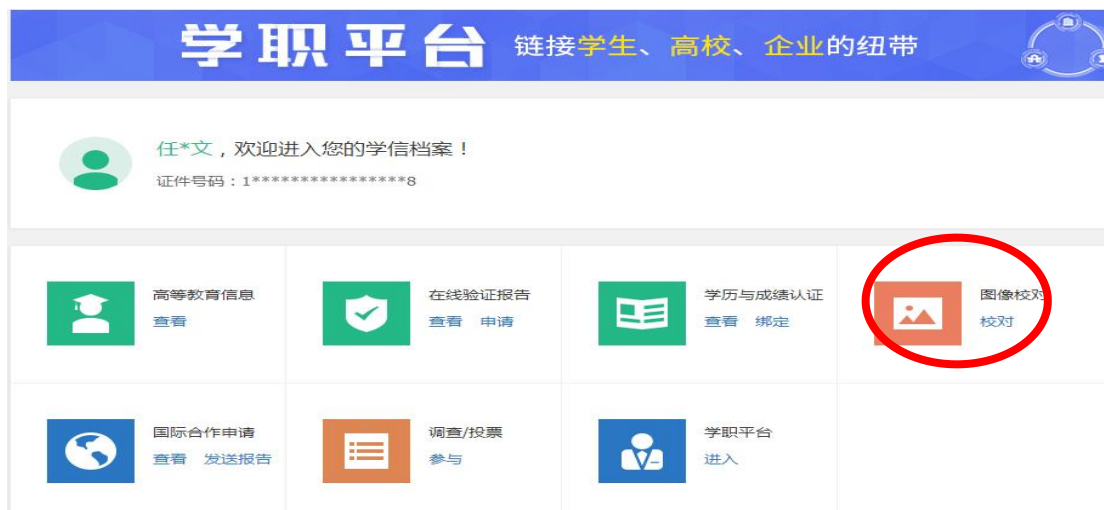 学职平台 链接学生、高校、企业的纽带
任*文，欢迎进入您的学信档案！
证件号码：1****************8
高等教育信息
查看
在线验证报告
查看 申请
学历与成绩认证
查看 绑定
图像校对
校对
国际合作申请
查看 发送报告
调查/投票
参与
学职平台
进入